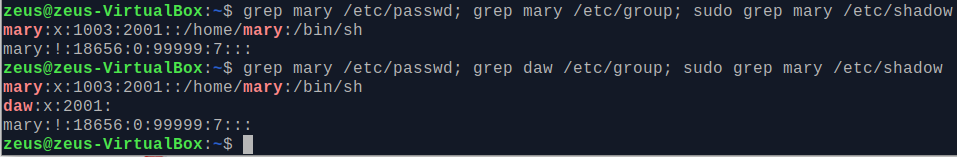 zeus@zeus-VirtualBox:~$ grep mary /etc/passwd; grep mary /etc/group; sudo grep mary /etc/shadow
mary:x:1003:2001::/home/mary:/bin/sh
mary:!:18656:0:99999:7:::
zeus@zeus-VirtualBox:~$ grep mary /etc/passwd; grep daw /etc/group; sudo grep mary /etc/shadow
mary:x:1003:2001::/home/mary:/bin/sh
daw:x:2001:
mary:!:18656:0:99999:7:::
zeus@zeus-VirtualBox:~$